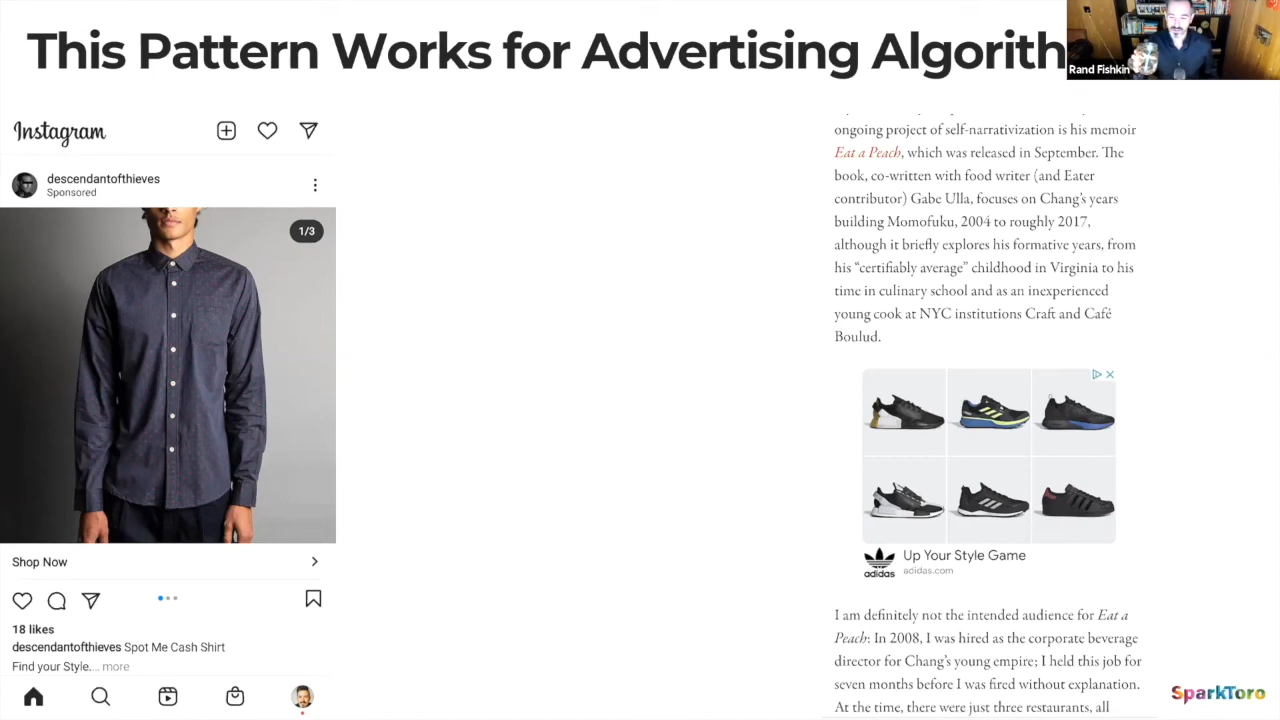 This Pattern Works for Advertising Algorith
Rand Fishkin
Instagram
descendantofthieves
Sponsored
1/3
Shop Now
18 likes
descendantofthieves Spot Me Cash Shirt
Find your Style.... more
ongoing project of self-narrativization is his memoir
Eat a Peach, which was released in September. The
book, co-written with food writer (and Eater
contributor) Gabe Ulla, focuses on Chang's years
building Momofuku, 2004 to roughly 2017,
although it briefly explores his formative years, from
his “certifiably average” childhood in Virginia to his
time in culinary school and as an inexperienced
young cook at NYC institutions Craft and Café
Boulud.
adidas
Up Your Style Game
adidas.com
I am definitely not the intended audience for Eat a
Peach: In 2008, I was hired as the corporate beverage
director for Chang's young empire; I held this job for
seven months before I was fired without explanation.
At the time, there were just three restaurants, all
SparkToro